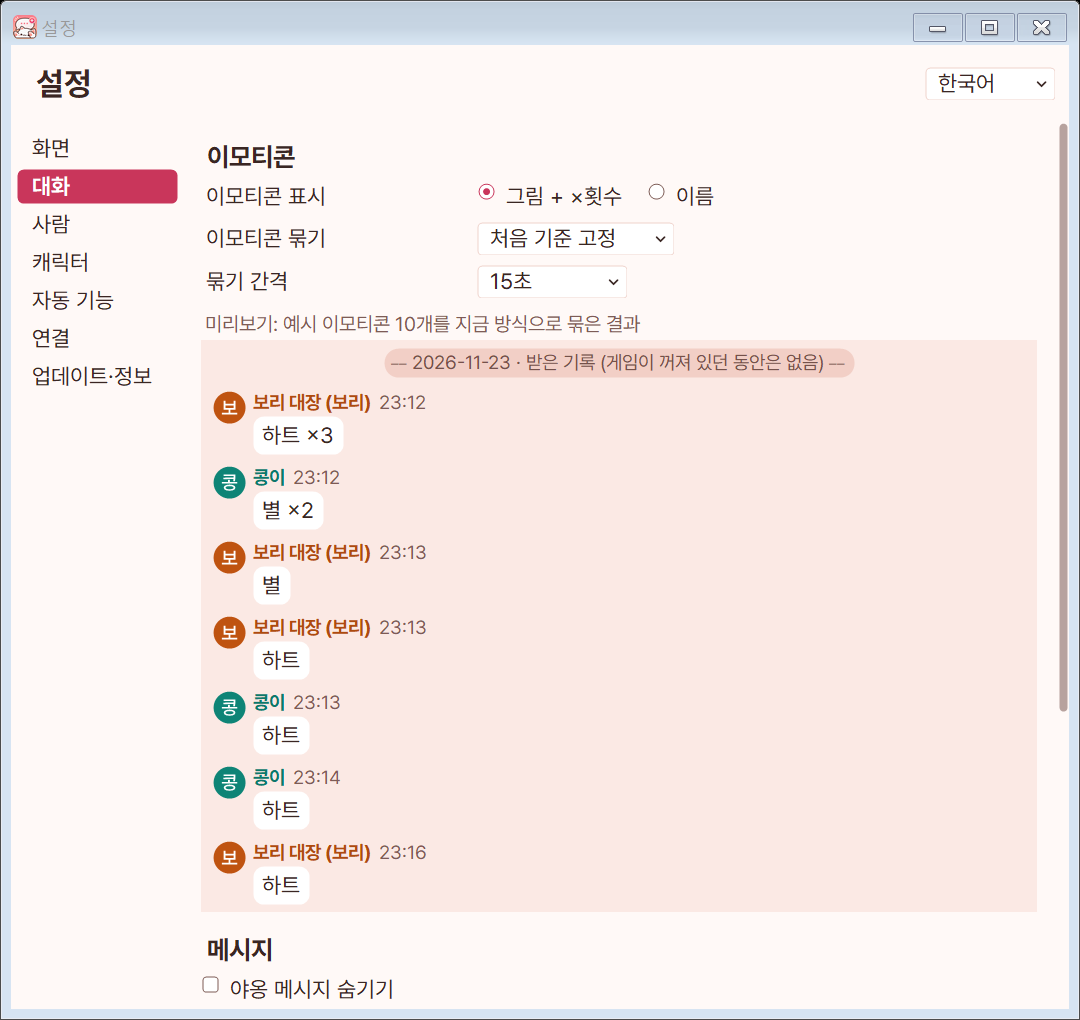 설정
설정
한국어
화면
대화
사람
캐릭터
자동 기능
연결
업데이트·정보
이모티콘
이모티콘 표시
그림 + ×횟수
이름
이모티콘 묶기
처음 기준 고정
묶기 간격
15초
미리보기: 예시 이모티콘 10개를 지금 방식으로 묶은 결과
— 2026-11-23 · 받은 기록 (게임이 꺼져 있던 동안은 없음) —
보 보리 대장 (보리) 23:12
하트 ×3
콩 콩이 23:12
별 ×2
보 보리 대장 (보리) 23:13
별
보 보리 대장 (보리) 23:13
하트
콩 콩이 23:13
하트
콩 콩이 23:14
하트
보 보리 대장 (보리) 23:16
하트
메시지
야옹 메시지 숨기기